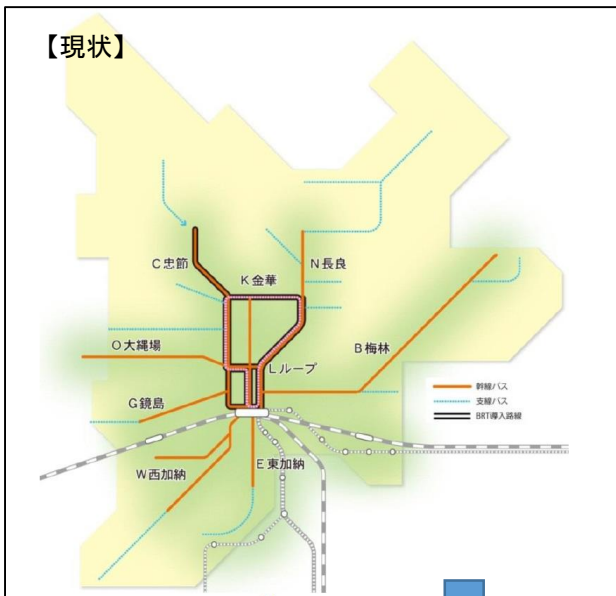 【現状】
C忠節
K金華
N長良
O大縄場
B梅林
Lループ
G鏡島
幹線バス
支線バス
BRT導入路線
W西加納
E東加納